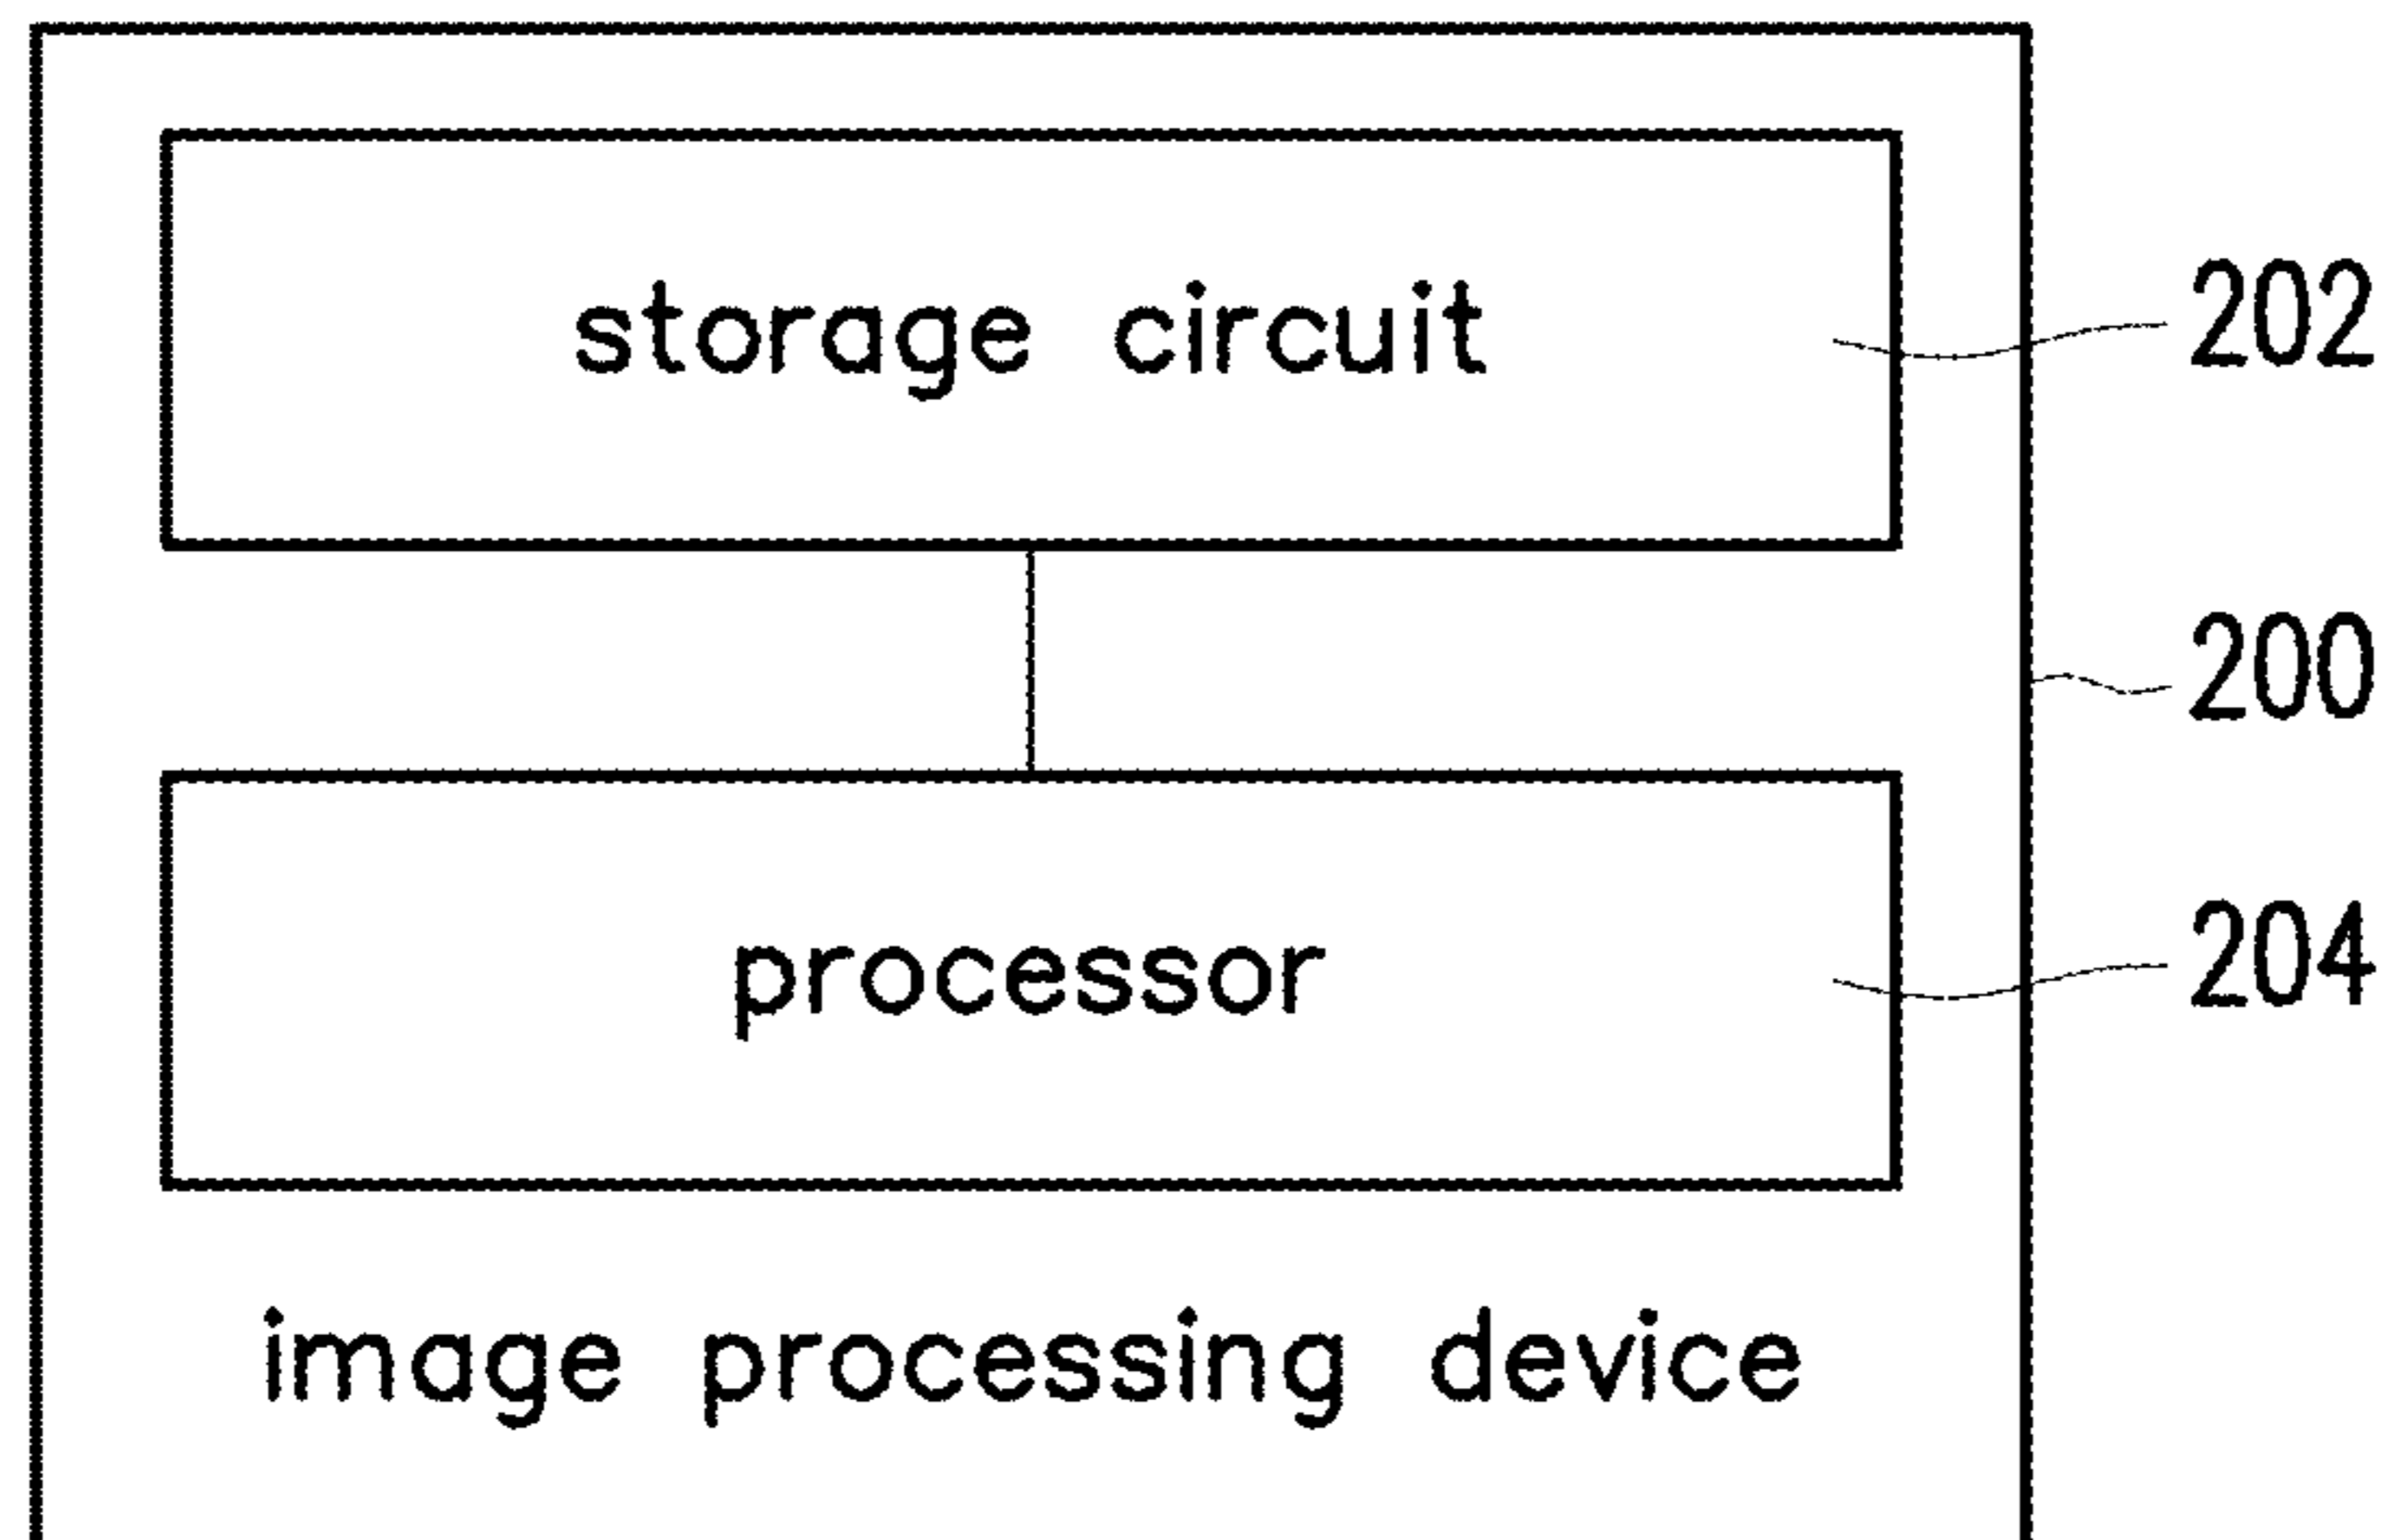 storage circuit
202
200
processor
204
image processing device